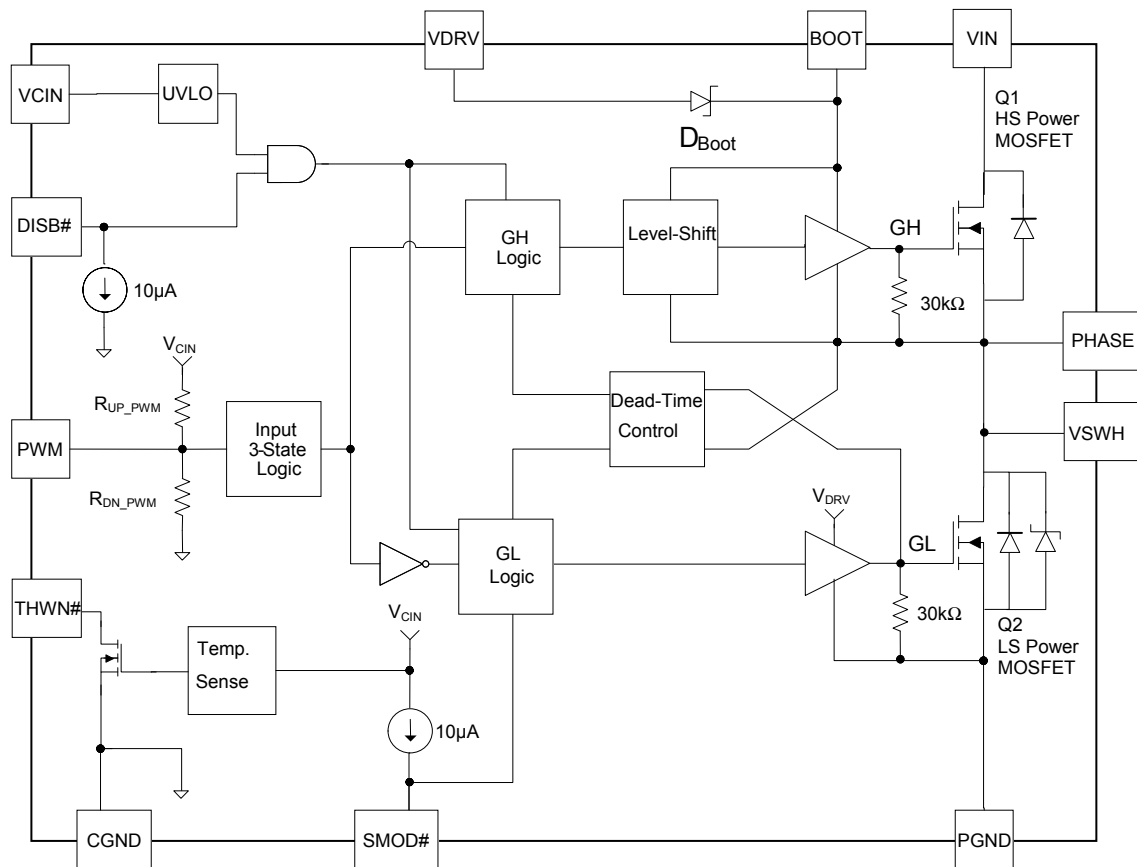 VDRV
BOOT
VIN
VCIN
UVLO
Q1
HS Power
MOSFET
DBoot
DISB#
GH
Logic
Level-Shift
GH
10µA
30kΩ
VCIN
PHASE
RUP_PWM
Dead-Time
Control
PWM
Input
3-State
Logic
VSWH
RDN_PWM
VDRV
GL
Logic
GL
THWN#
VCIN
30kΩ
Temp.
Sense
Q2
LS Power
MOSFET
10µA
CGND
SMOD#
PGND